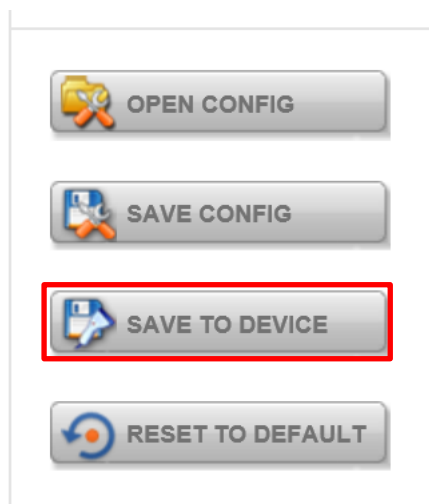 OPEN CONFIG
SAVE CONFIG
SAVE TO DEVICE
RESET TO DEFAULT